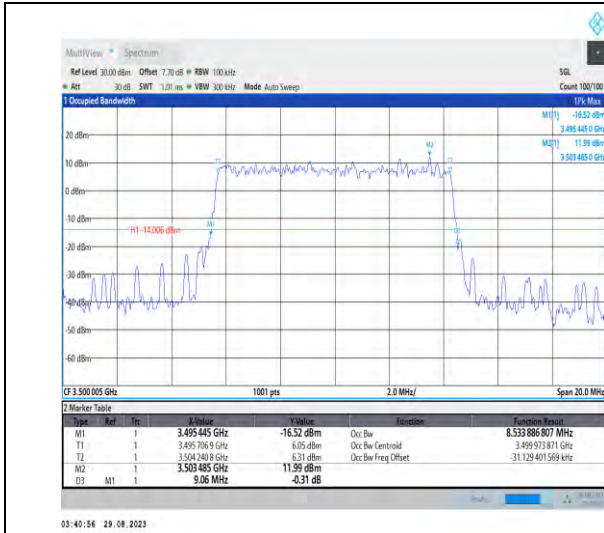 MultiView Spectrum
Ref Level 30.00 dBm Offset 7.70 dB RBW 100 kHz SGL
Att 30 dB SWT 1.01 ms VBW 300 kHz Mode Auto Sweep Count 100/100
1 Occupied Bandwidth 1Pk Max
M1[1] -16.52 dBm
3.495 445 0 GHz
M2[1] 11.99 dBm
3.503 485 0 GHz
20 dBm
M2
10 dBm
T1
0 dBm
-10 dBm
M1
H1 -14.006 dBm
-20 dBm
-30 dBm
-40 dBm
-50 dBm
-60 dBm
CF 3.500 005 GHz 1001 pts 2.0 MHz/ Span 20.0 MHz
2 Marker Table
Type Ref Trc X-Value Y-Value Function Function Result
M1 1 3.495 445 GHz -16.52 dBm Occ Bw 8.533 886 807 MHz
T1 1 3.495 706 9 GHz 6.05 dBm Occ Bw Centroid 3.499 973 871 GHz
T2 1 3.504 240 8 GHz 6.31 dBm Occ Bw Freq Offset -31.129 401 569 kHz
M2 1 3.503 485 GHz 11.99 dBm
D3 M1 1 9.06 MHz -0.31 dB
03:40:56 29.08.2023